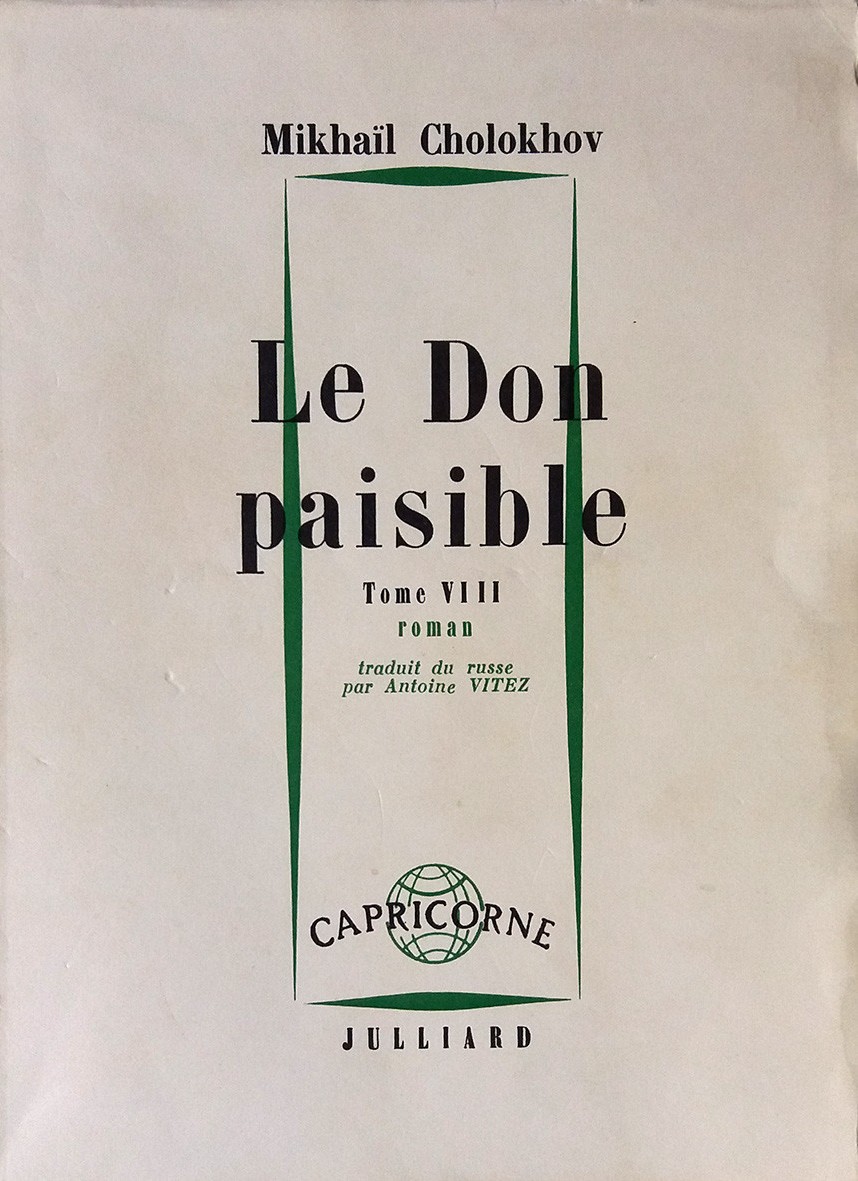 Mikhaïl Cholokhov
Le Don
paisible
Tome VIII
roman
traduit du russe
par Antoine VITEZ
CAPRICORNE
JULLIARD